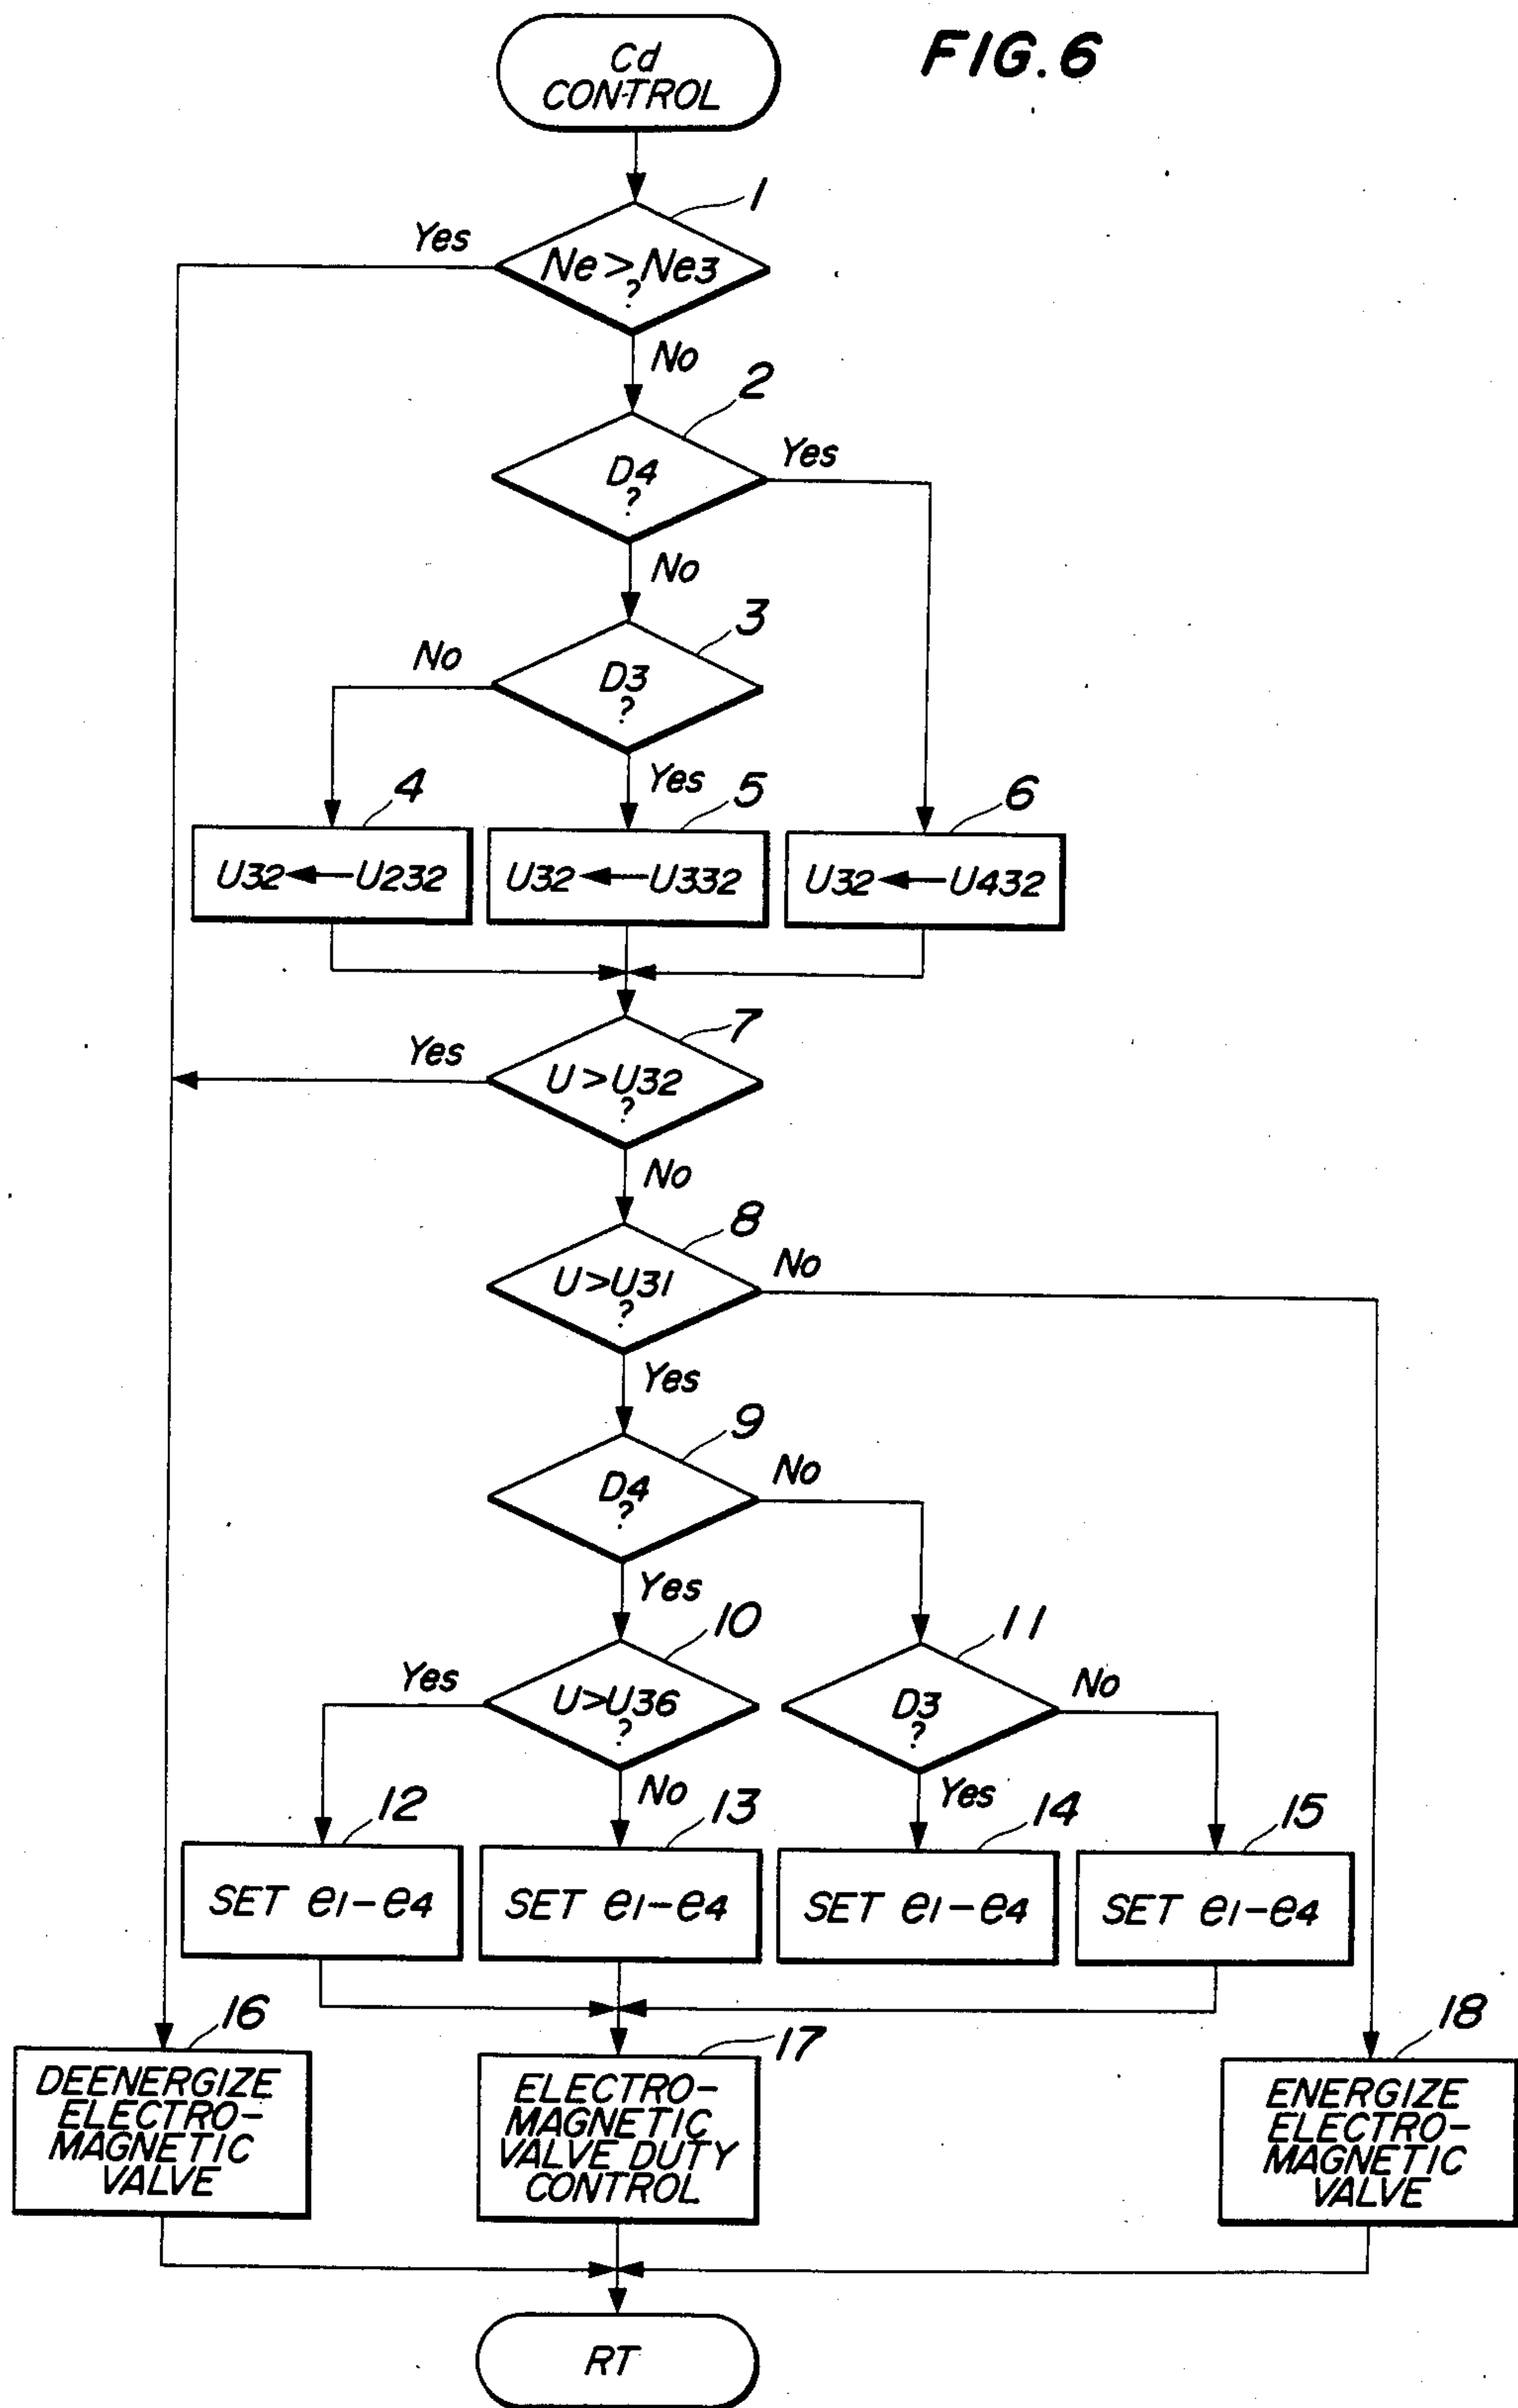 FIG.6
Cd
CONTROL
1
Yes
Ne > Ne3
?
No
2
D4
?
Yes
No
3
D3
?
No
Yes
4
5
6
U32 ← U232
U32 ← U332
U32 ← U432
7
Yes
U > U32
?
No
8
U > U31
?
No
Yes
9
D4
?
No
Yes
10
11
Yes
U > U36
?
No
D3
?
No
Yes
12
13
14
15
SET e1-e4
SET e1-e4
SET e1-e4
SET e1-e4
16
17
18
DEENERGIZE
ELECTRO-
MAGNETIC
VALVE
ELECTRO-
MAGNETIC
VALVE DUTY
CONTROL
ENERGIZE
ELECTRO-
MAGNETIC
VALVE
RT